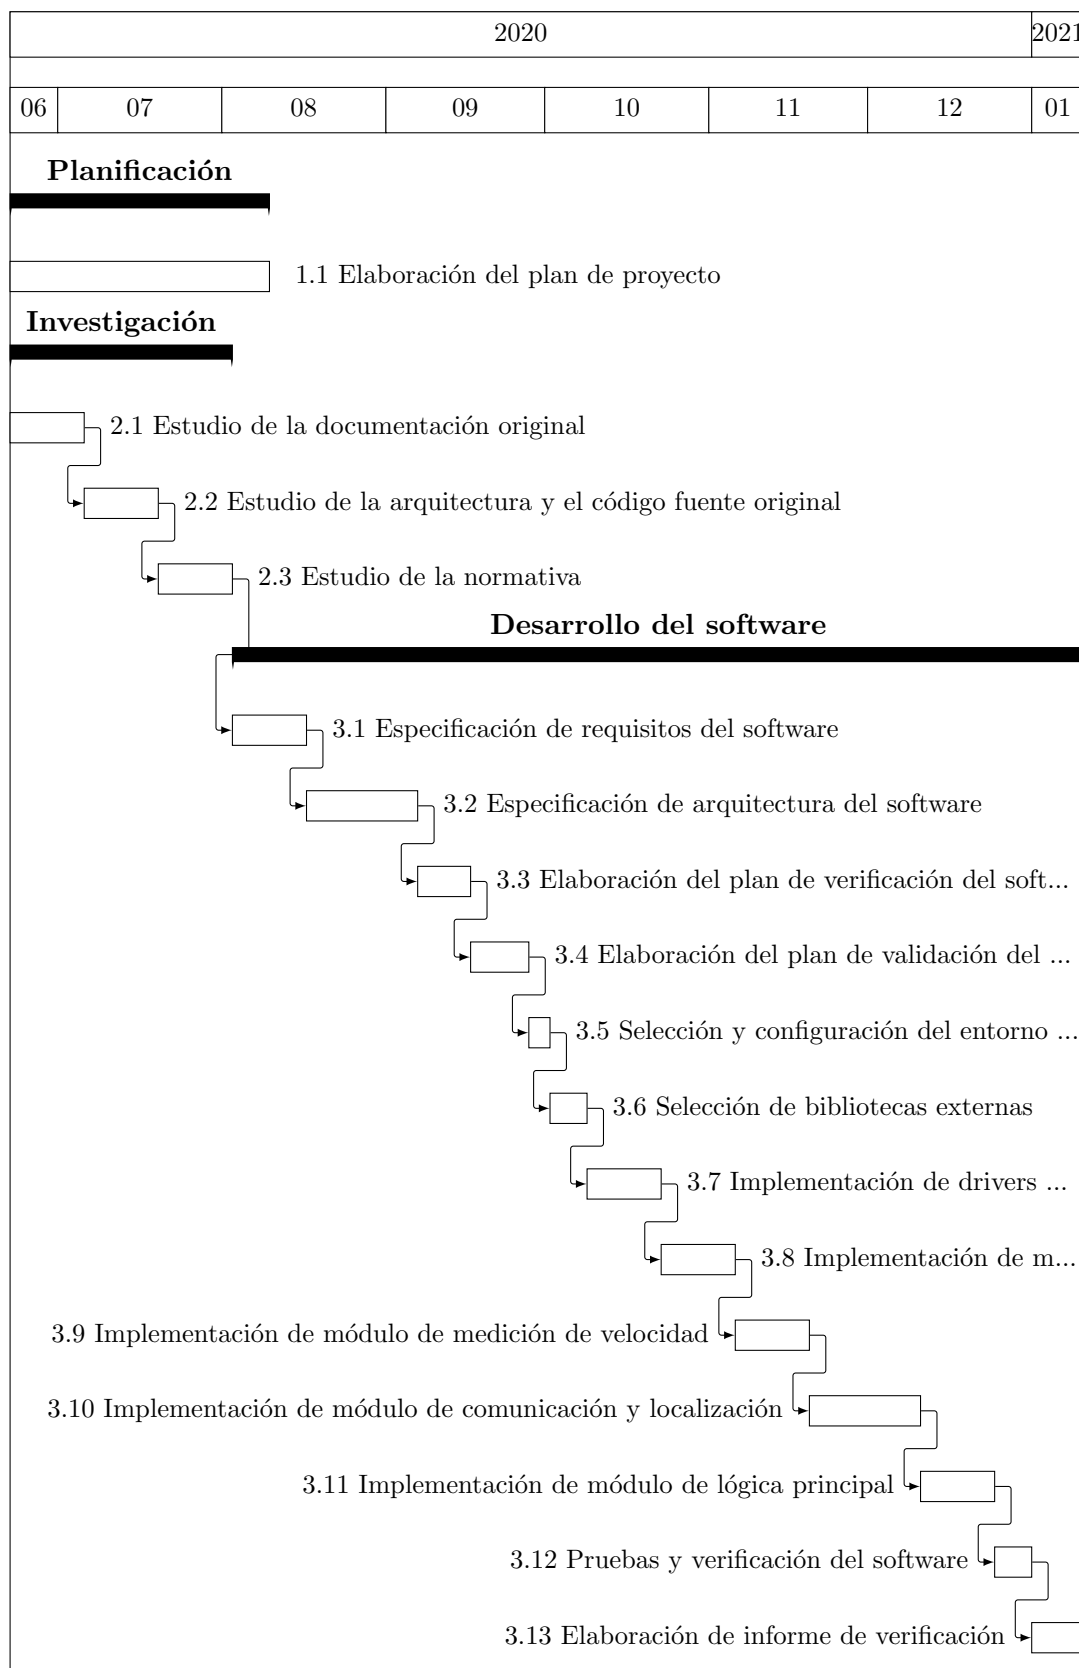 2020 2021
06 07 08 09 10 11 12 01
Planificación
1.1 Elaboración del plan de proyecto
Investigación
2.1 Estudio de la documentación original
2.2 Estudio de la arquitectura y el código fuente original
2.3 Estudio de la normativa
Desarrollo del software
3.1 Especificación de requisitos del software
3.2 Especificación de arquitectura del software
3.3 Elaboración del plan de verificación del soft...
3.4 Elaboración del plan de validación del ...
3.5 Selección y configuración del entorno ...
3.6 Selección de bibliotecas externas
3.7 Implementación de drivers ...
3.8 Implementación de m...
3.9 Implementación de módulo de medición de velocidad
3.10 Implementación de módulo de comunicación y localización
3.11 Implementación de módulo de lógica principal
3.12 Pruebas y verificación del software
3.13 Elaboración de informe de verificación